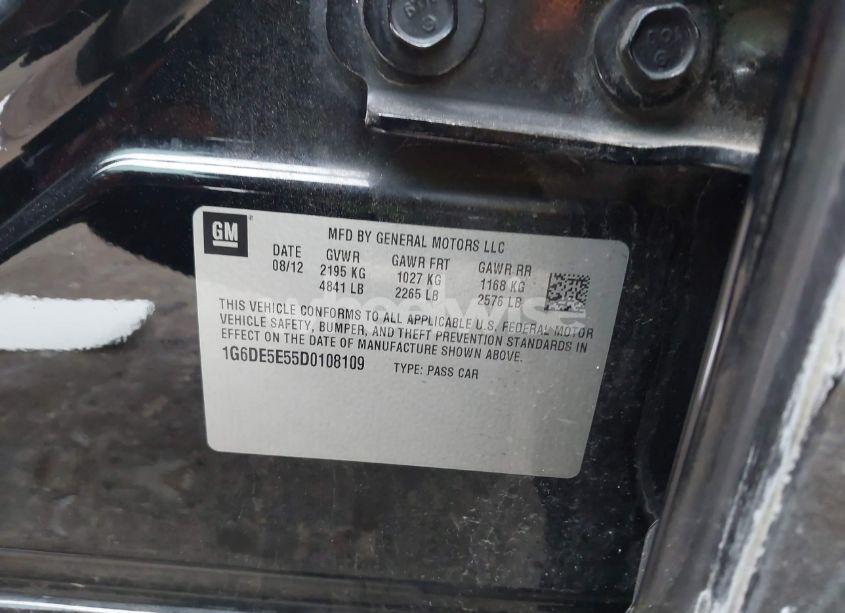 GM
MFD BY GENERAL MOTORS LLC
DATE GVWR GAWR FRT GAWR RR
08/12 2195 KG 1027 KG 1168 KG
4841 LB 2265 LB 2576 LB
THIS VEHICLE CONFORMS TO ALL APPLICABLE U.S. FEDERAL MOTOR
VEHICLE SAFETY, BUMPER, AND THEFT PREVENTION STANDARDS IN
EFFECT ON THE DATE OF MANUFACTURE SHOWN ABOVE.
1G6DE5E55D0108109 TYPE: PASS CAR